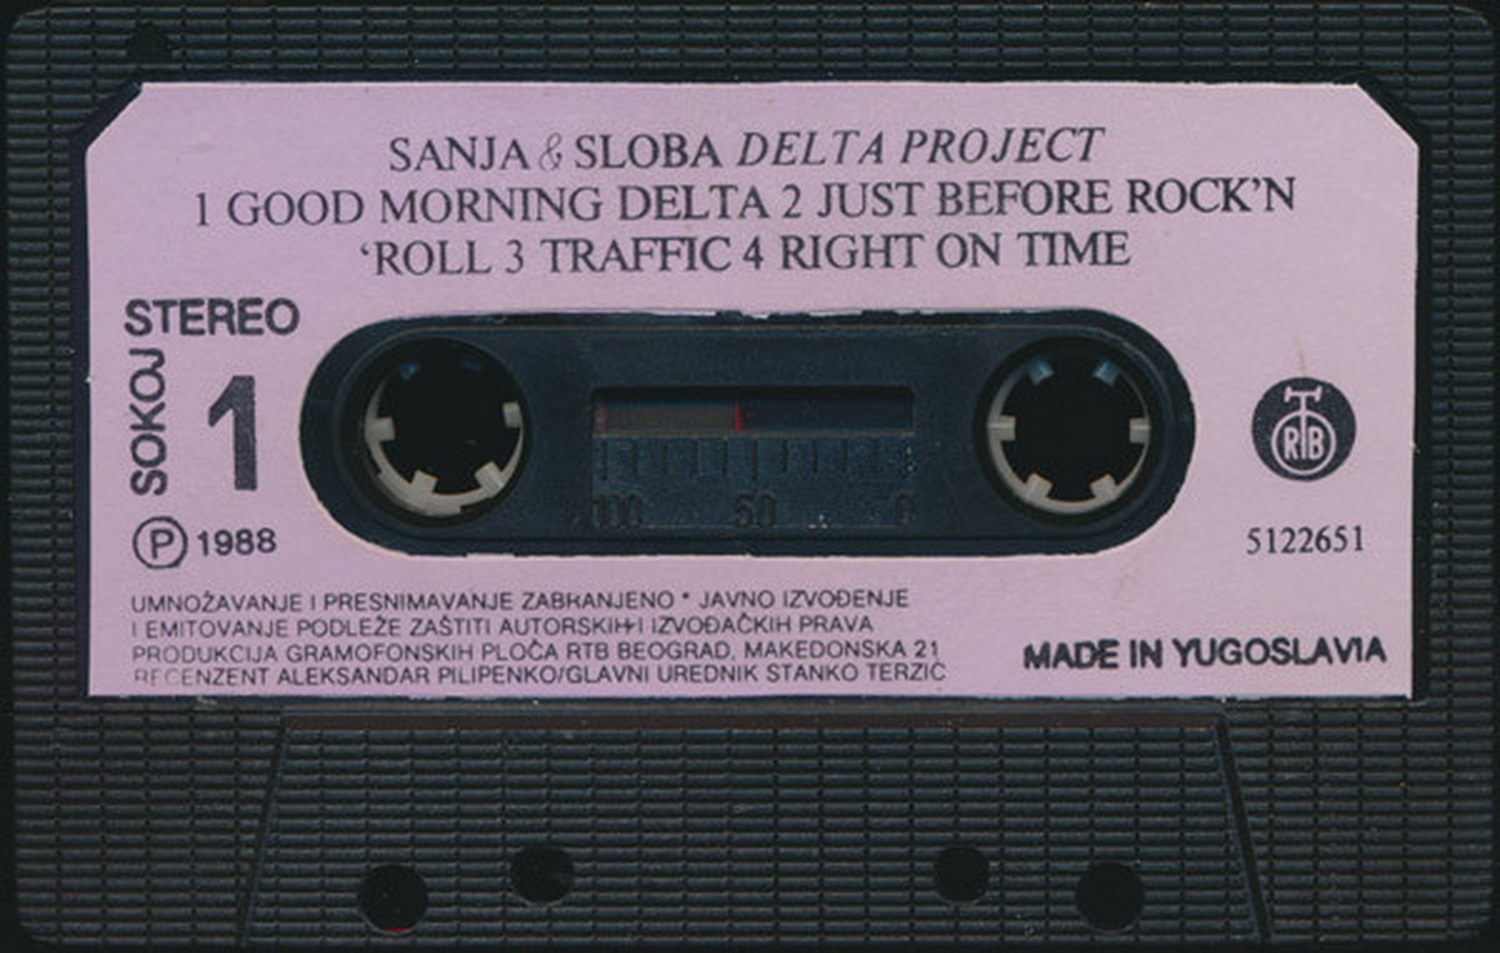 SANJA & SLOBA DELTA PROJECT
1 GOOD MORNING DELTA 2 JUST BEFORE ROCK'N
'ROLL 3 TRAFFIC 4 RIGHT ON TIME
STEREO
SOKOJ
1
Ⓟ 1988
100 50 0
RTB
5122651
UMNOŽAVANJE I PRESNIMAVANJE ZABRANJENO * JAVNO IZVOĐENJE
I EMITOVANJE PODLEŽE ZAŠTITI AUTORSKIH I IZVOĐAČKIH PRAVA
PRODUKCIJA GRAMOFONSKIH PLOČA RTB BEOGRAD, MAKEDONSKA 21
RECENZENT ALEKSANDAR PILIPENKO/GLAVNI UREDNIK STANKO TERZIĆ
MADE IN YUGOSLAVIA